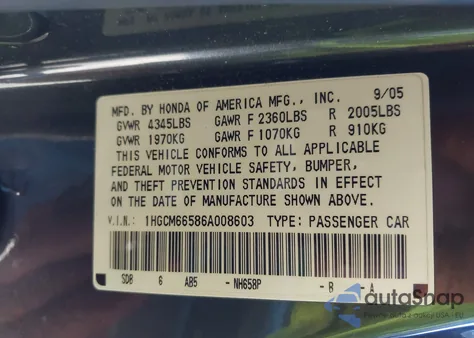 MFD. BY HONDA OF AMERICA MFG., INC. 9/05
GVWR 4345LBS GAWR F 2360LBS R 2005LBS
GVWR 1970KG GAWR F 1070KG R 910KG
THIS VEHICLE CONFORMS TO ALL APPLICABLE
FEDERAL MOTOR VEHICLE SAFETY, BUMPER,
AND THEFT PREVENTION STANDARDS IN EFFECT
ON THE DATE OF MANUFACTURE SHOWN ABOVE.
V.I.N.: 1HGCM66586A008603 TYPE: PASSENGER CAR
SDB 6 AB5 - NH658P - B - A
autoSnap